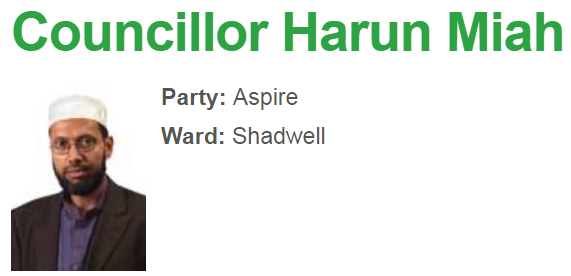 Councillor Harun Miah
Party: Aspire
Ward: Shadwell